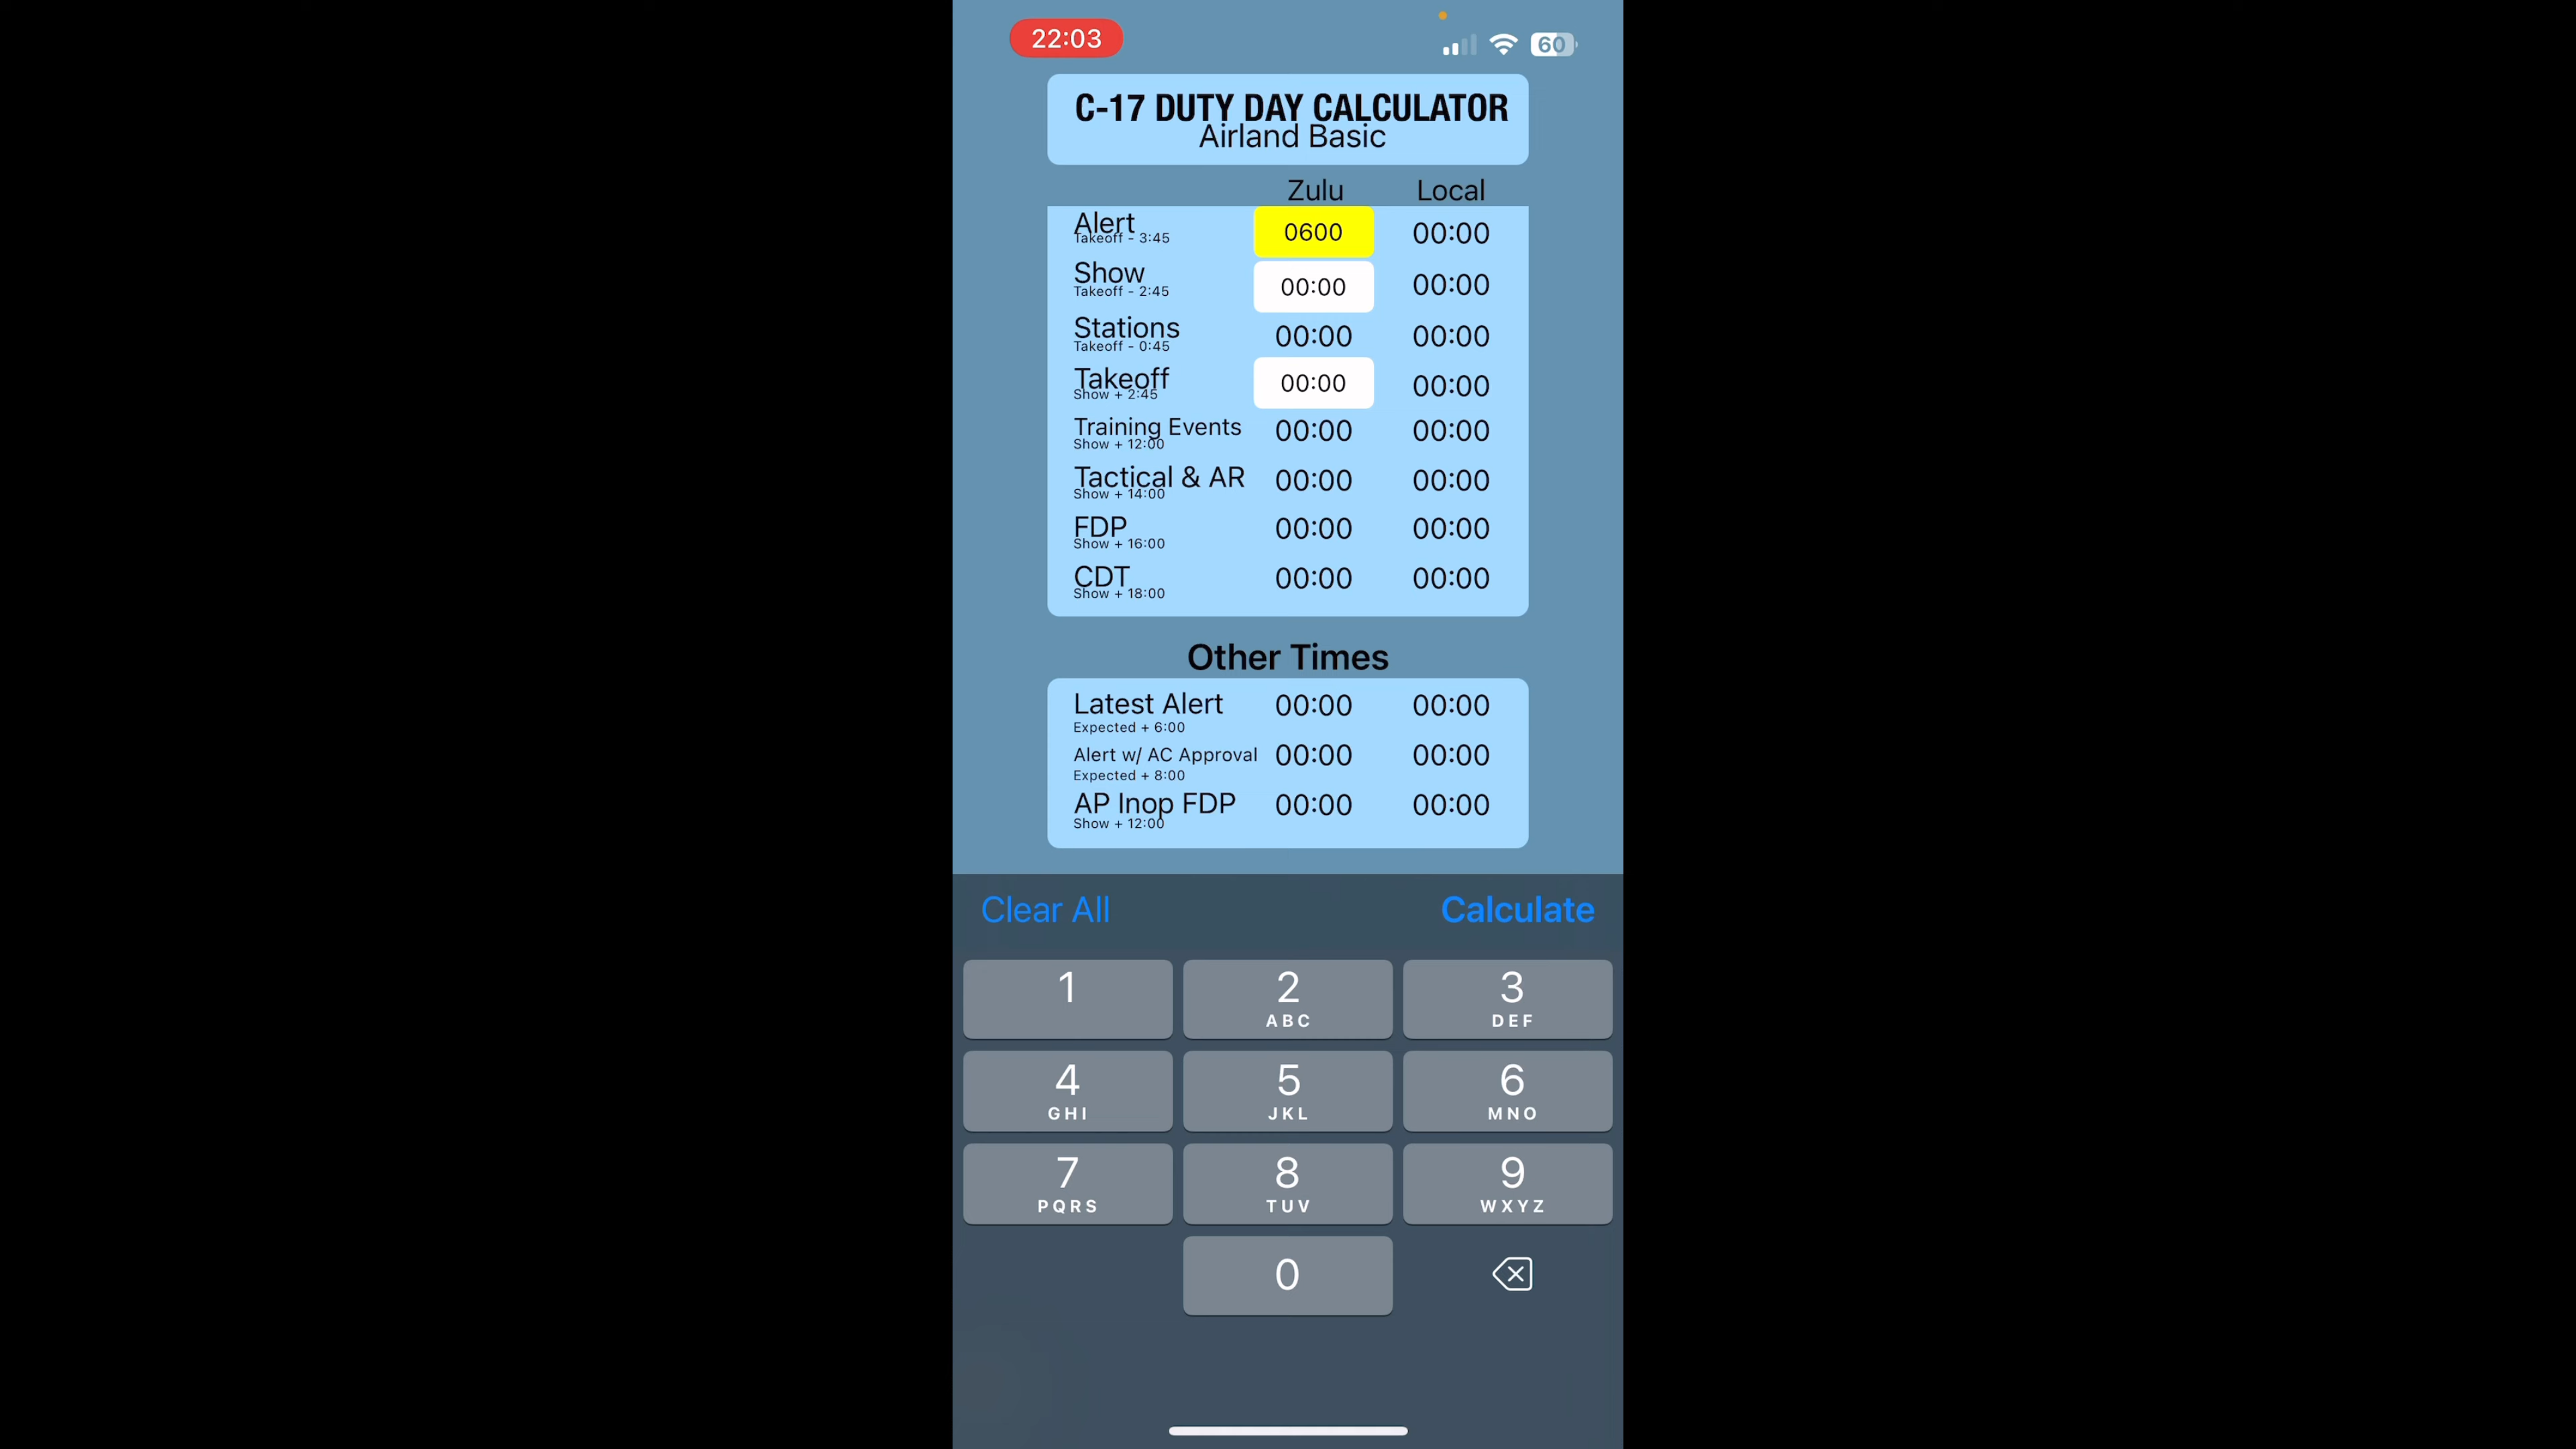 22:03
60
C-17 DUTY DAY CALCULATOR
Airland Basic
Zulu Local
Alert 0600 00:00
Takeoff - 3:45
Show 00:00 00:00
Takeoff - 2:45
Stations 00:00 00:00
Takeoff - 0:45
Takeoff 00:00 00:00
Show + 2:45
Training Events 00:00 00:00
Show + 12:00
Tactical & AR 00:00 00:00
Show + 14:00
FDP 00:00 00:00
Show + 16:00
CDT 00:00 00:00
Show + 18:00
Other Times
Latest Alert 00:00 00:00
Expected + 6:00
Alert w/ AC Approval 00:00 00:00
Expected + 8:00
AP Inop FDP 00:00 00:00
Show + 12:00
Clear All Calculate
1 2 3
ABC DEF
4 5 6
GHI JKL MNO
7 8 9
PQRS TUV WXYZ
0